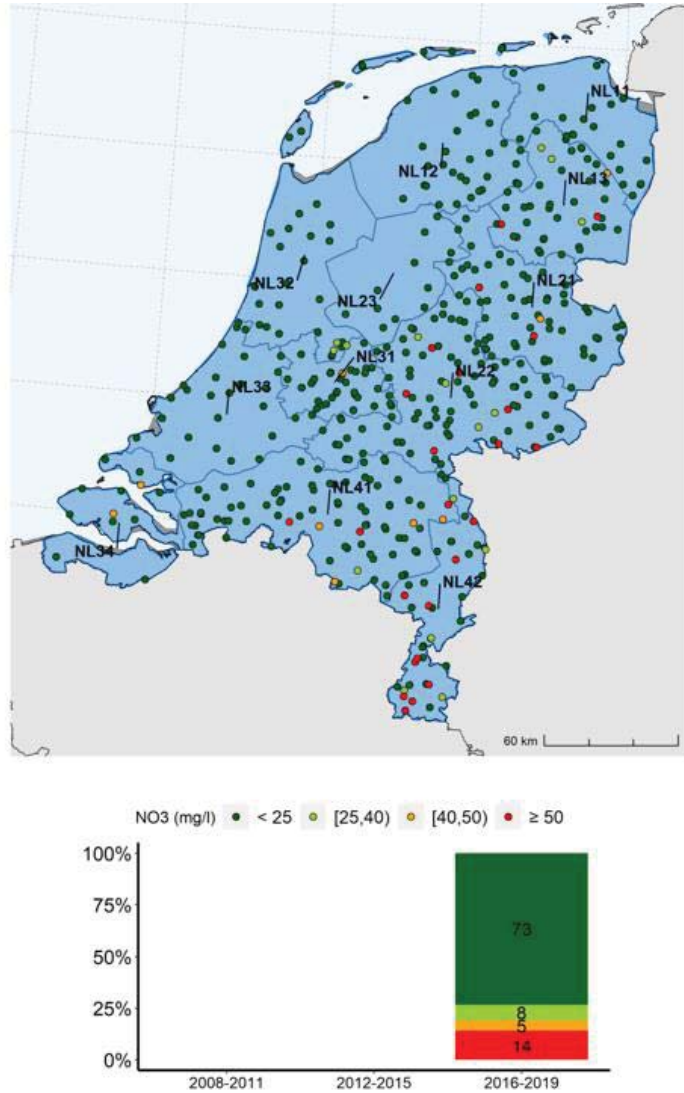 NL11
NL12
NL13
NL32
NL23
NL21
NL31
NL33
NL22
NL41
NL34
NL42
60 km
NO3 (mg/l) < 25 [25,40) [40,50) ≥ 50
100%
75%
50%
25%
0%
73
8
5
14
2008-2011 2012-2015 2016-2019